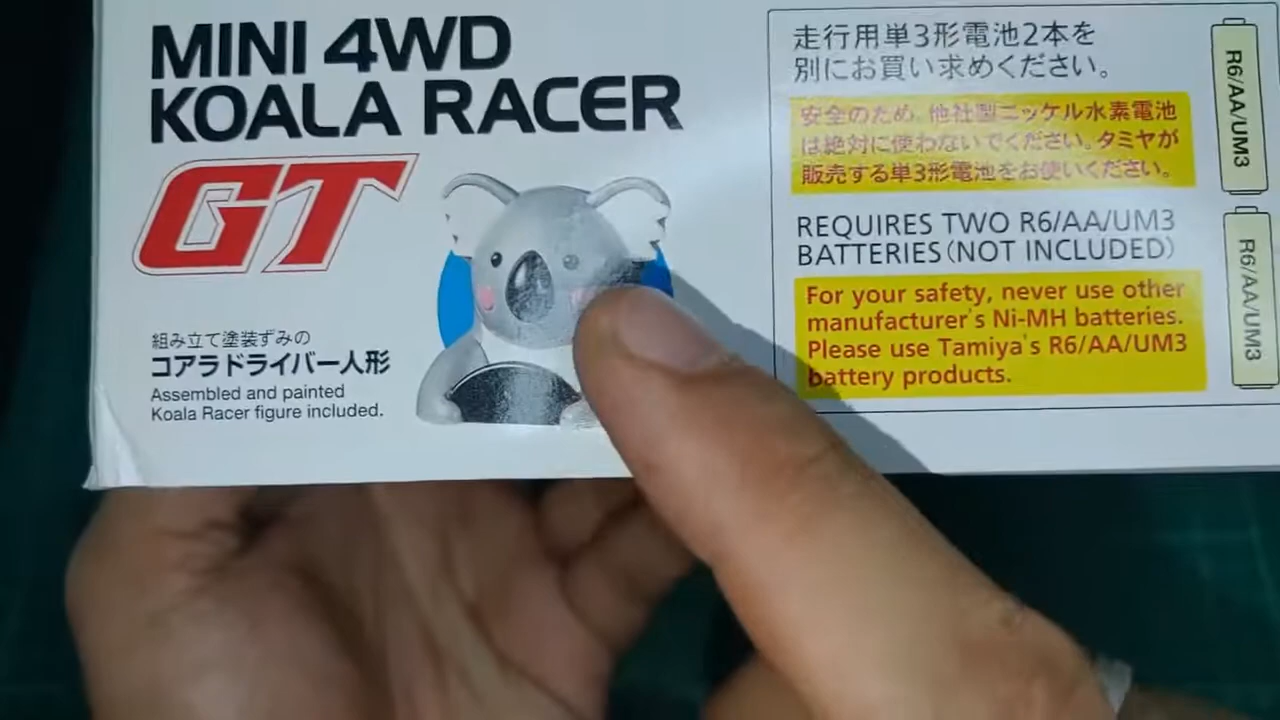 MINI 4WD
KOALA RACER
GT
組み立て塗装ずみの
コアラドライバー人形
Assembled and painted
Koala Racer figure included.
走行用単3形電池2本を
別にお買い求めください。
安全のため、他社製ニッケル水素電池
は絶対に使わないでください。タミヤが
販売する単3形電池をお使いください。
REQUIRES TWO R6/AA/UM3
BATTERIES (NOT INCLUDED)
For your safety, never use other
manufacturer's Ni-MH batteries.
Please use Tamiya's R6/AA/UM3
battery products.
R6/AA/UM3
R6/AA/UM3